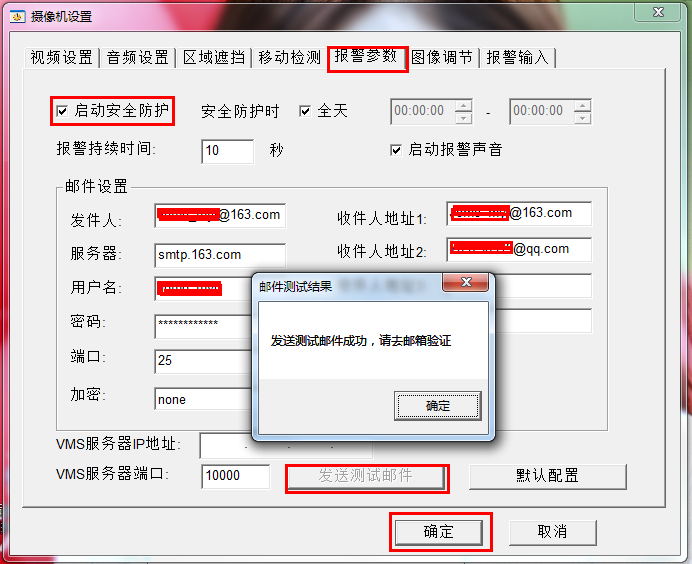 摄像机设置
视频设置 音频设置 区域遮挡 移动检测 报警参数 图像调节 报警输入
启动安全防护 安全防护时 全天 00:00:00 - 00:00:00
报警持续时间: 10 秒 启动报警声音
邮件设置
发件人: @163.com 收件人地址1: @163.com
服务器: smtp.163.com 收件人地址2: @qq.com
用户名:
密码: ************
端口: 25
加密: none
邮件测试结果
发送测试邮件成功，请去邮箱验证
确定
VMS服务器IP地址: . . .
VMS服务器端口: 10000 发送测试邮件 默认配置
确定 取消